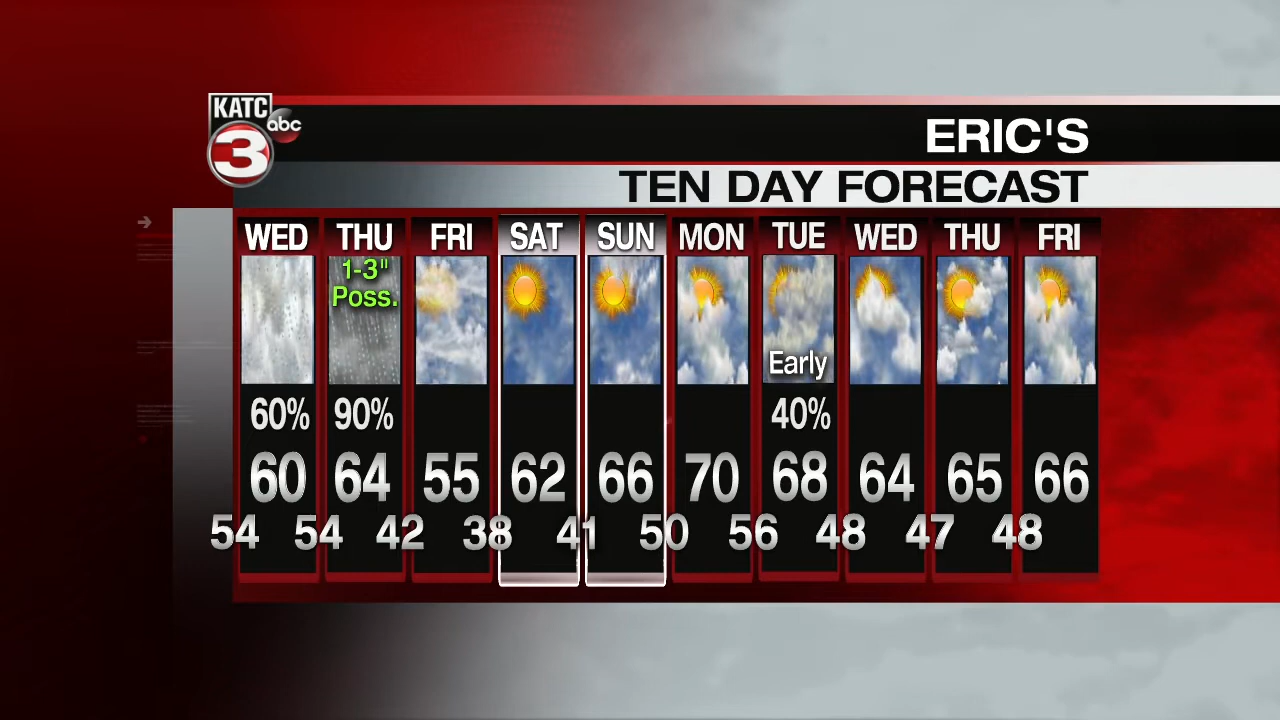 KATC
abc
3
ERIC'S
TEN DAY FORECAST
WED THU FRI SAT SUN MON TUE WED THU FRI
1-3"
Poss.
Early
60% 90% 40%
60 64 55 62 66 70 68 64 65 66
54 54 42 38 41 50 56 48 47 48